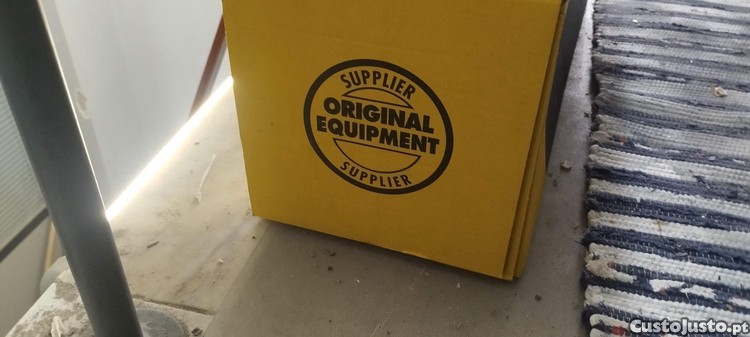 SUPPLIER
ORIGINAL
EQUIPMENT
SUPPLIER
CustoJusto.pt